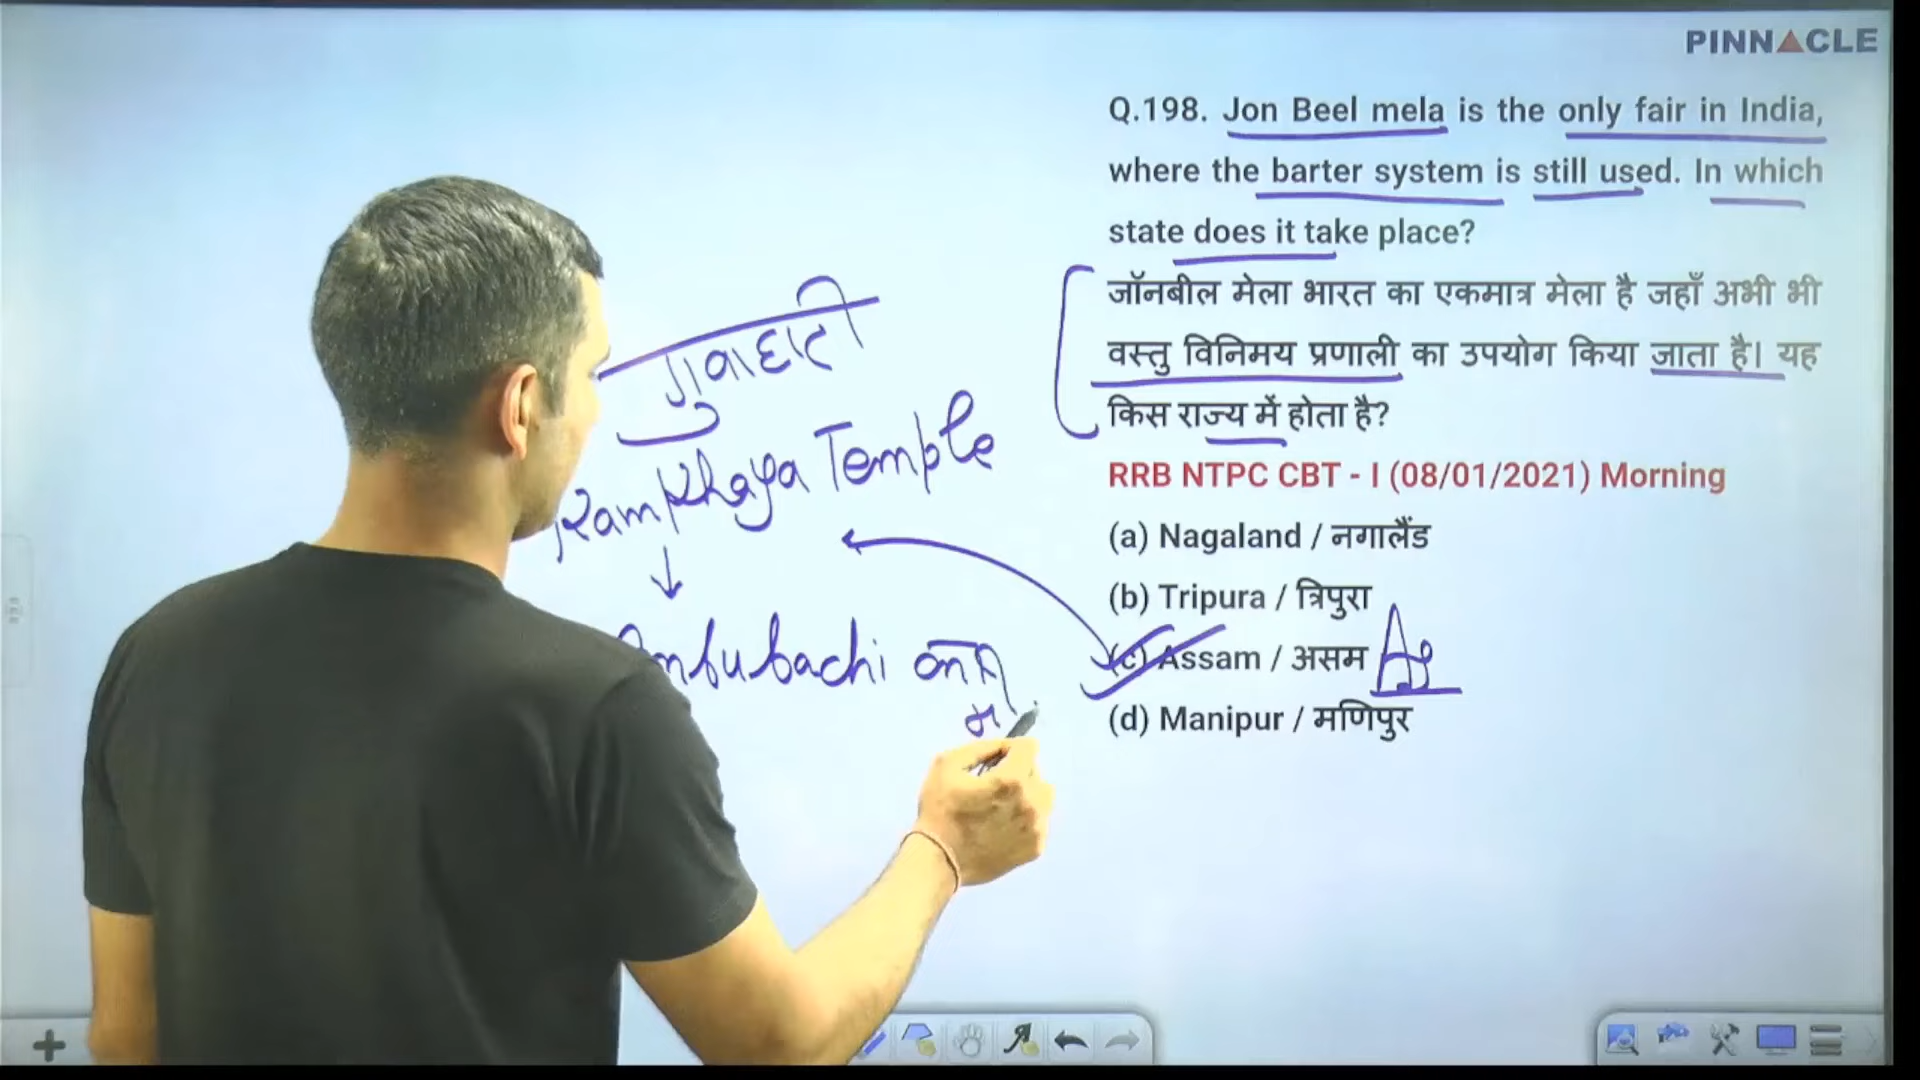 PINNACLE
Q.198. Jon Beel mela is the only fair in India,
where the barter system is still used. In which
state does it take place?
जॉनबील मेला भारत का एकमात्र मेला है जहाँ अभी भी
वस्तु विनिमय प्रणाली का उपयोग किया जाता है। यह
किस राज्य में होता है?
RRB NTPC CBT - I (08/01/2021) Morning
(a) Nagaland / नगालैंड
(b) Tripura / त्रिपुरा
(c) Assam / असम
(d) Manipur / मणिपुर
गुवाहाटी
Kamkhaya Temple